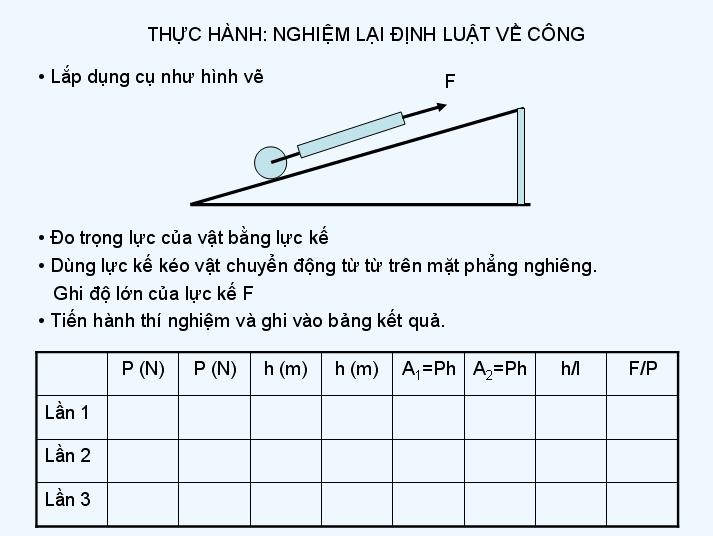 THỰC HÀNH: NGHIỆM LẠI ĐỊNH LUẬT VỀ CÔNG
• Lắp dụng cụ như hình vẽ
F
• Đo trọng lực của vật bằng lực kế
• Dùng lực kế kéo vật chuyển động từ từ trên mặt phẳng nghiêng.
Ghi độ lớn của lực kế F
• Tiến hành thí nghiệm và ghi vào bảng kết quả.
P (N) P (N) h (m) h (m) A₁=Ph A₂=Ph h/l F/P
Lần 1
Lần 2
Lần 3